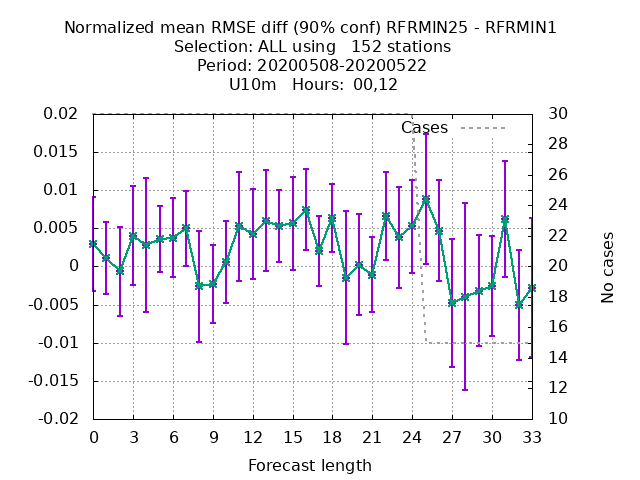 Normalized mean RMSE diff (90% conf) RFRMIN25 - RFRMIN1
Selection: ALL using   152 stations
Period: 20200508-20200522
U10m   Hours: 00,12
Cases
0.02
0.015
0.01
0.005
0
-0.005
-0.01
-0.015
-0.02
30
28
26
24
22
20
18
16
14
12
10
No cases
0 3 6 9 12 15 18 21 24 27 30 33
Forecast length